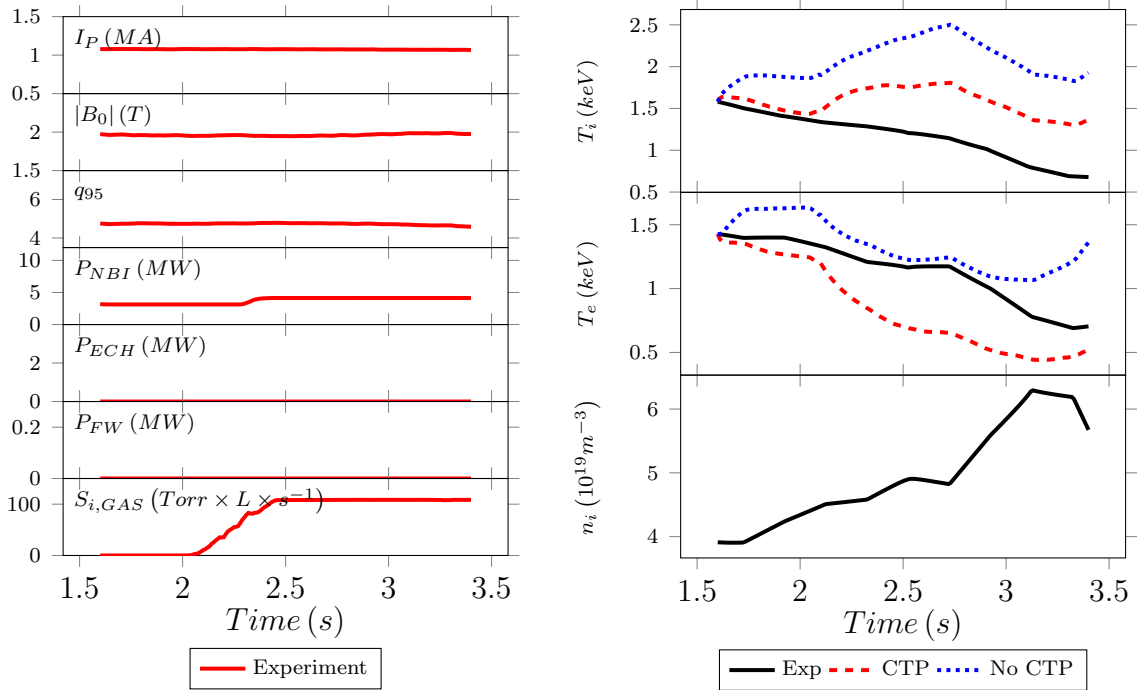 1.5
1
0.5
I_P (MA)
2
1.5
|B_0| (T)
6
4
q_95
10
5
0
P_NBI (MW)
2
0
P_ECH (MW)
0.2
0
P_FW (MW)
100
0
S_i,GAS (Torr × L × s^−1)
1.5 2 2.5 3 3.5
Time (s)
Experiment
2.5
2
1.5
1
0.5
T_i (keV)
1.5
1
0.5
T_e (keV)
6
5
4
n_i (10^19 m^−3)
1.5 2 2.5 3 3.5
Time (s)
Exp CTP No CTP